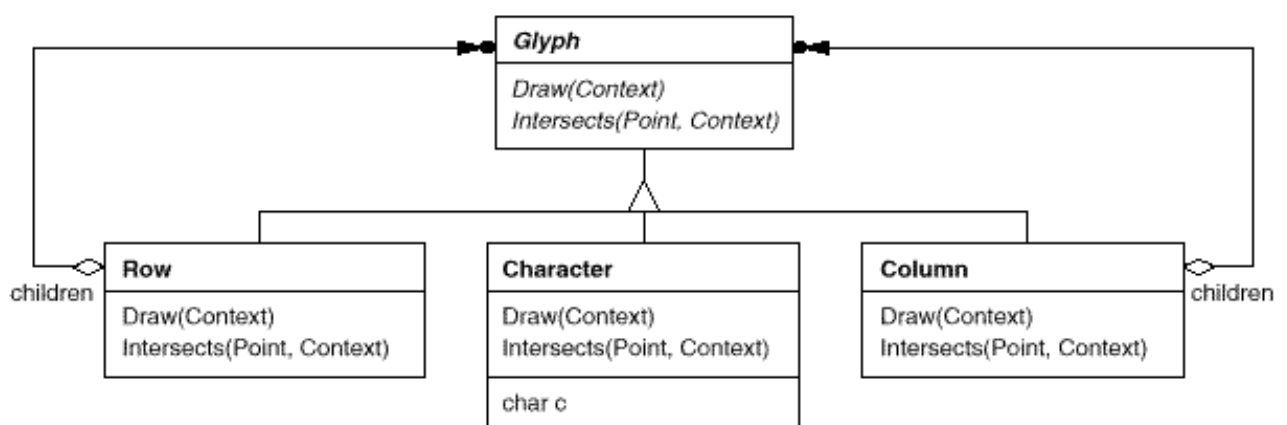 Glyph
Draw(Context)
Intersects(Point, Context)
children
Row
Draw(Context)
Intersects(Point, Context)
Character
Draw(Context)
Intersects(Point, Context)
char c
Column
Draw(Context)
Intersects(Point, Context)
children